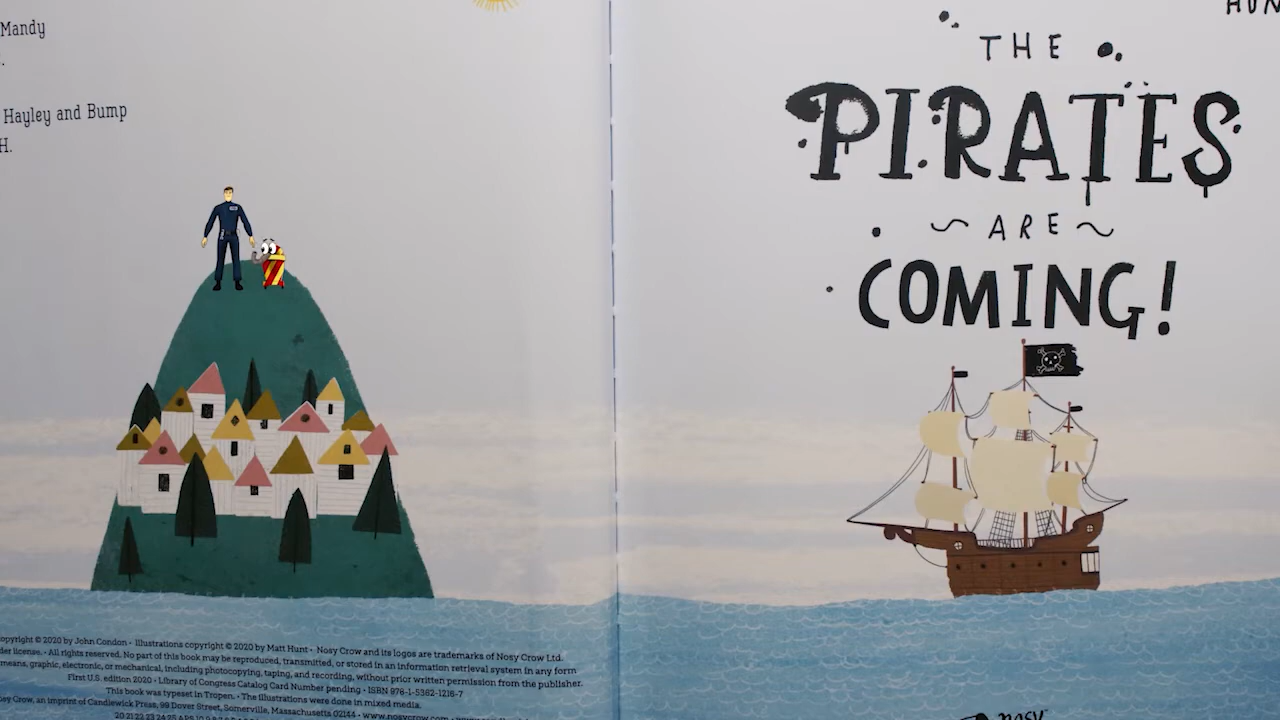 Mandy
Hayley and Bump
H.
copyright © 2020 by John Condon • Illustrations copyright © 2020 by Matt Hunt • Nosy Crow and its logos are trademarks of Nosy Crow Ltd.
license. • All rights reserved. No part of this book may be reproduced, transmitted, or stored in an information retrieval system in any form
means, graphic, electronic, or mechanical, including photocopying, taping, and recording, without prior written permission from the publisher.
First U.S. edition 2020 • Library of Congress Catalog Card Number pending • ISBN 978-1-5362-1216-7
This book was typeset in Tropen. • The illustrations were done in mixed media.
Nosy Crow, an imprint of Candlewick Press, 99 Dover Street, Somerville, Massachusetts 02144 • www.nosycrow.com
HUN
THE
PIRATES
~ ARE ~
COMING!
nosy